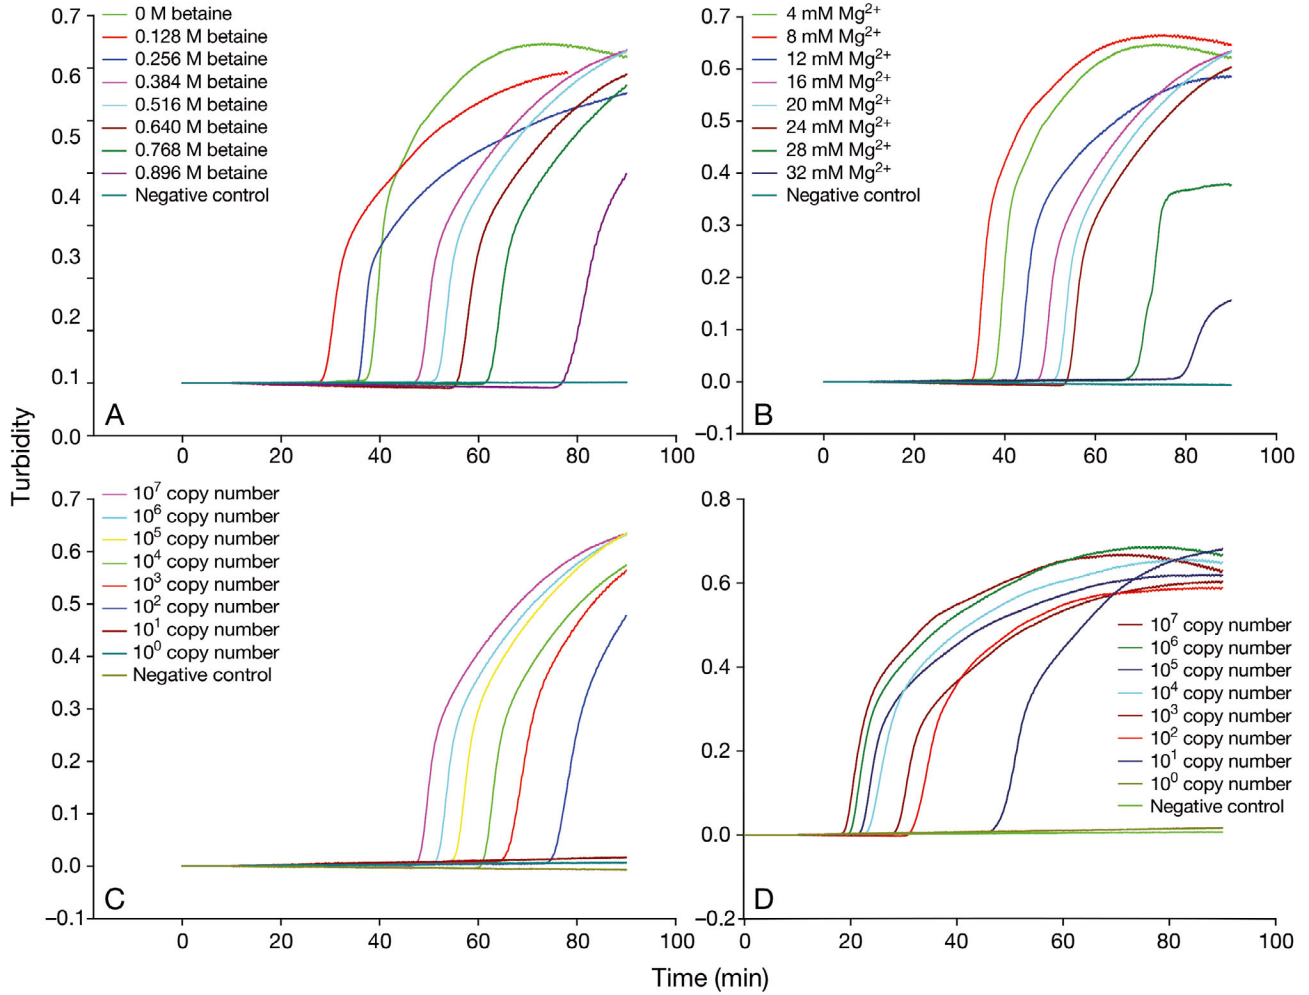 0.7
0.6
0.5
0.4
0.3
0.2
0.1
0.0
0 M betaine
0.128 M betaine
0.256 M betaine
0.384 M betaine
0.516 M betaine
0.640 M betaine
0.768 M betaine
0.896 M betaine
Negative control
A
0 20 40 60 80 100
0.7
0.6
0.5
0.4
0.3
0.2
0.1
0.0
−0.1
4 mM Mg²⁺
8 mM Mg²⁺
12 mM Mg²⁺
16 mM Mg²⁺
20 mM Mg²⁺
24 mM Mg²⁺
28 mM Mg²⁺
32 mM Mg²⁺
Negative control
B
0 20 40 60 80 100
Turbidity
0.7
0.6
0.5
0.4
0.3
0.2
0.1
0.0
−0.1
10⁷ copy number
10⁶ copy number
10⁵ copy number
10⁴ copy number
10³ copy number
10² copy number
10¹ copy number
10⁰ copy number
Negative control
C
0 20 40 60 80 100
0.8
0.6
0.4
0.2
0.0
−0.2
10⁷ copy number
10⁶ copy number
10⁵ copy number
10⁴ copy number
10³ copy number
10² copy number
10¹ copy number
10⁰ copy number
Negative control
D
0 20 40 60 80 100
Time (min)